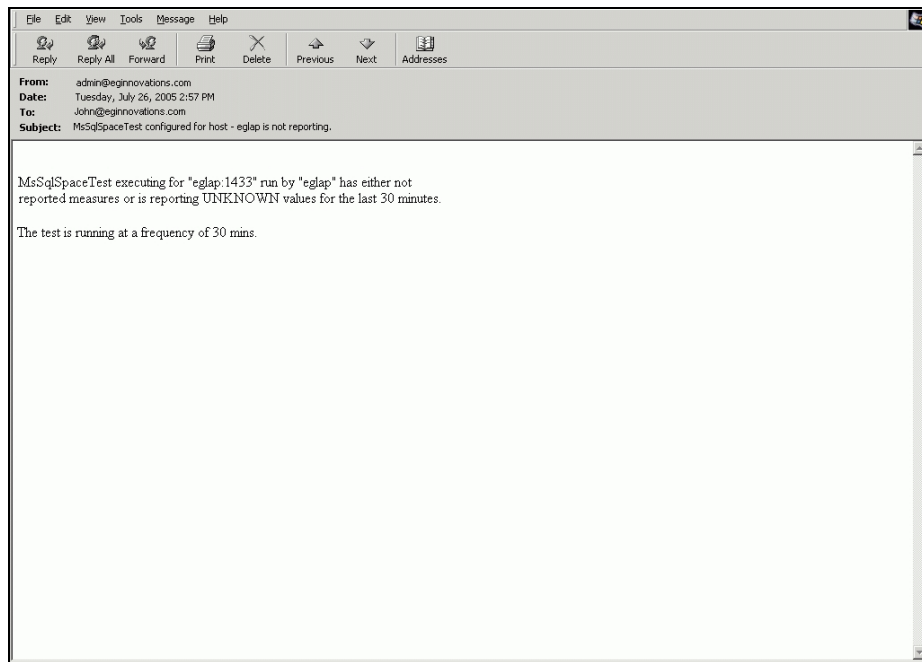 File Edit View Tools Message Help
Reply Reply All Forward Print Delete Previous Next Addresses
From: admin@eginnovations.com
Date: Tuesday, July 26, 2005 2:57 PM
To: John@eginnovations.com
Subject: MsSqlSpaceTest configured for host - eglap is not reporting.
MsSqlSpaceTest executing for "eglap:1433" run by "eglap" has either not
reported measures or is reporting UNKNOWN values for the last 30 minutes.
The test is running at a frequency of 30 mins.